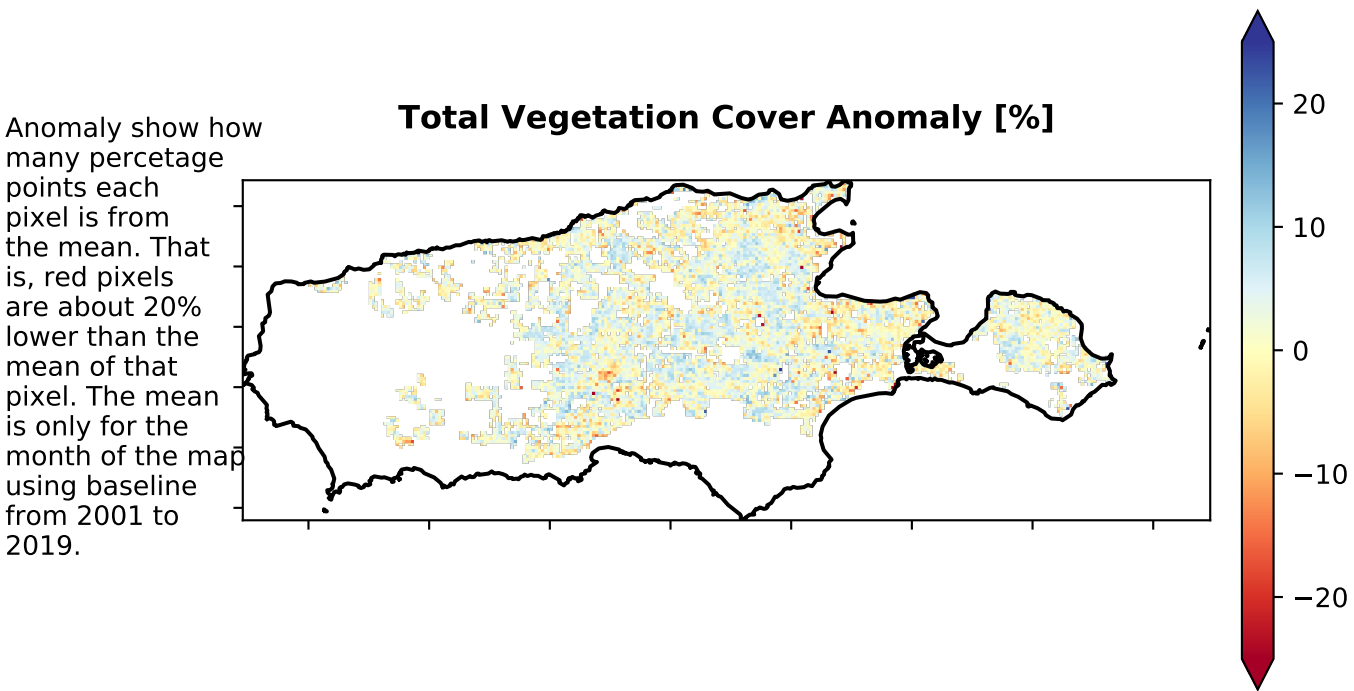 Total Vegetation Cover Anomaly [%]
Anomaly show how
many percetage
points each
pixel is from
the mean. That
is, red pixels
are about 20%
lower than the
mean of that
pixel. The mean
is only for the
month of the map
using baseline
from 2001 to
2019.
20
10
0
−10
−20